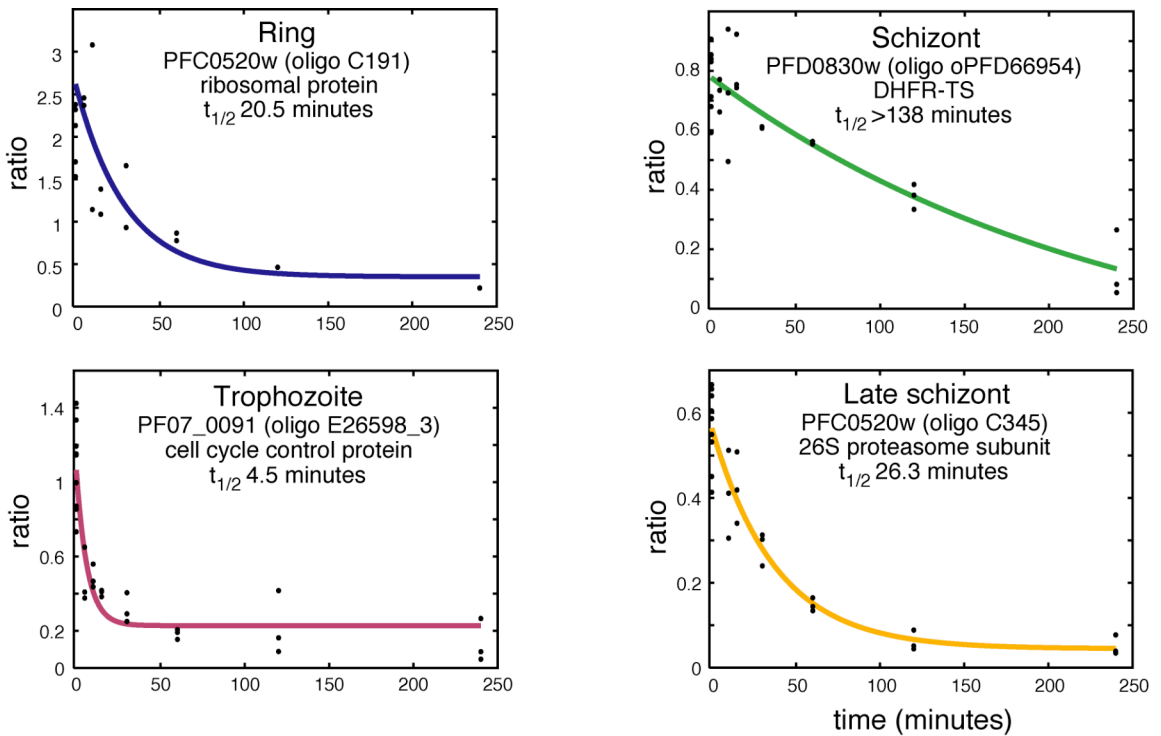 Ring
PFC0520w (oligo C191)
ribosomal protein
t1/2 20.5 minutes
ratio
3
2.5
2
1.5
1
0.5
0
0 50 100 150 200 250
Schizont
PFD0830w (oligo oPFD66954)
DHFR-TS
t1/2 >138 minutes
ratio
0.8
0.6
0.4
0.2
0
0 50 100 150 200 250
Trophozoite
PF07_0091 (oligo E26598_3)
cell cycle control protein
t1/2 4.5 minutes
ratio
1.4
1
0.6
0.2
0
0 50 100 150 200 250
Late schizont
PFC0520w (oligo C345)
26S proteasome subunit
t1/2 26.3 minutes
ratio
0.6
0.4
0.2
0
0 50 100 150 200 250
time (minutes)